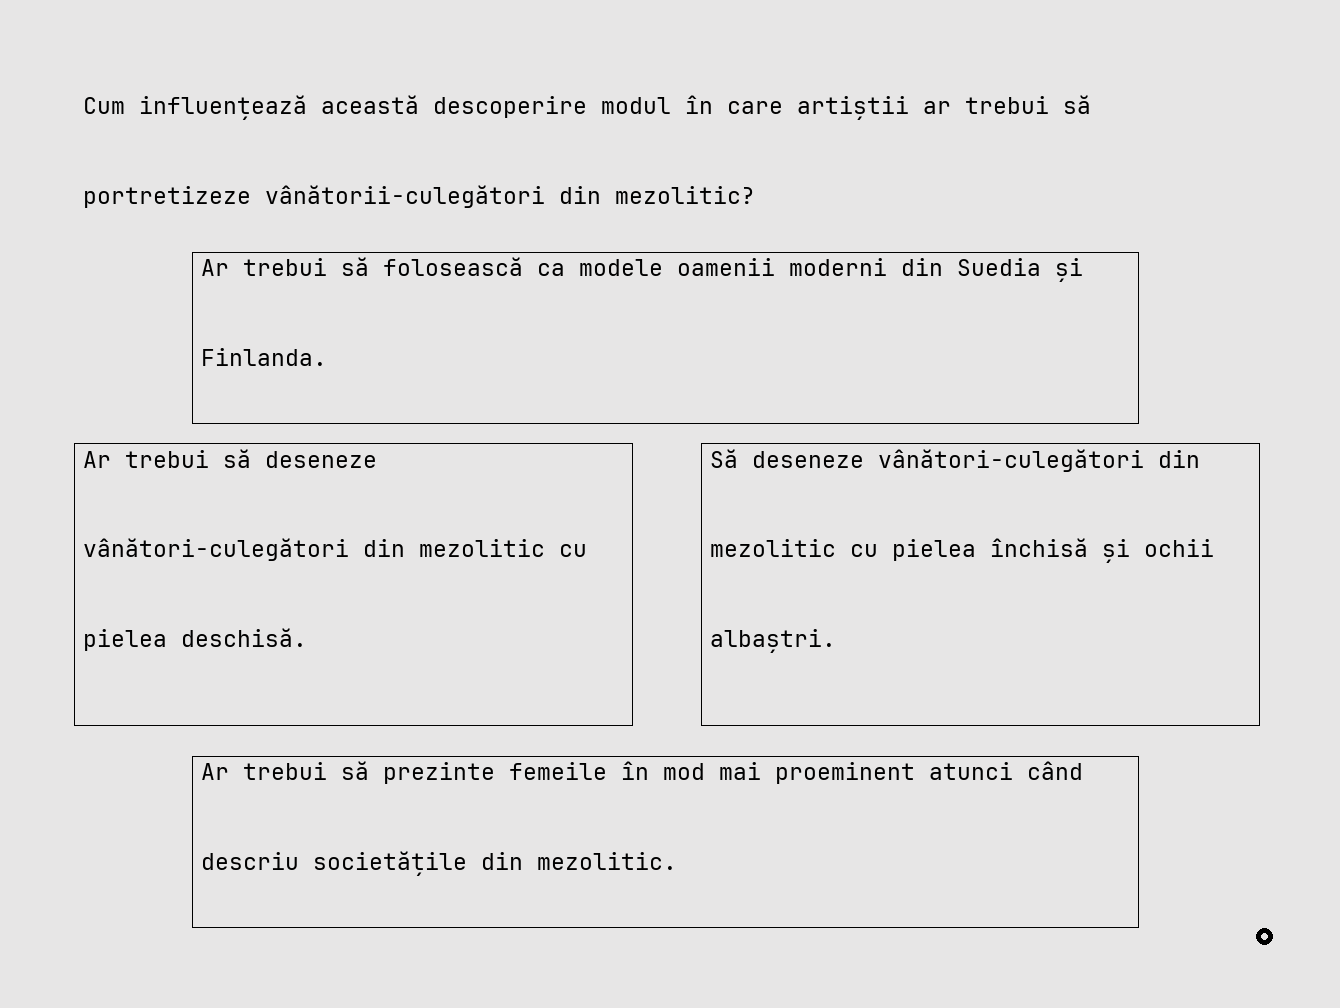 Cum influențează această descoperire modul în care artiștii ar trebui să
portretizeze vânătorii-culegători din mezolitic?
Ar trebui să folosească ca modele oamenii moderni din Suedia și
Finlanda.
Ar trebui să deseneze
vânători-culegători din mezolitic cu
pielea deschisă.
Să deseneze vânători-culegători din
mezolitic cu pielea închisă și ochii
albaștri.
Ar trebui să prezinte femeile în mod mai proeminent atunci când
descriu societățile din mezolitic.